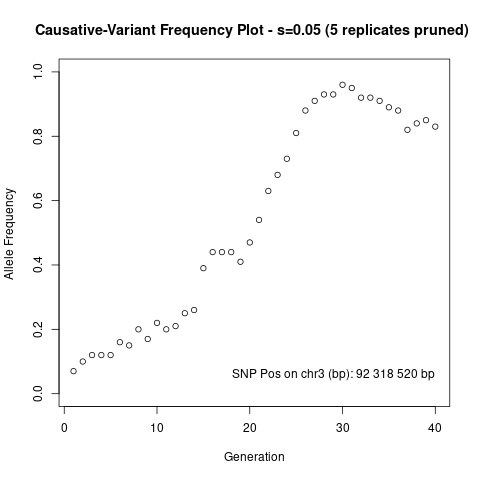 Causative-Variant Frequency Plot - s=0.05 (5 replicates pruned)
1.0
0.8
0.6
0.4
0.2
0.0
Allele Frequency
SNP Pos on chr3 (bp): 92 318 520 bp
0 10 20 30 40
Generation